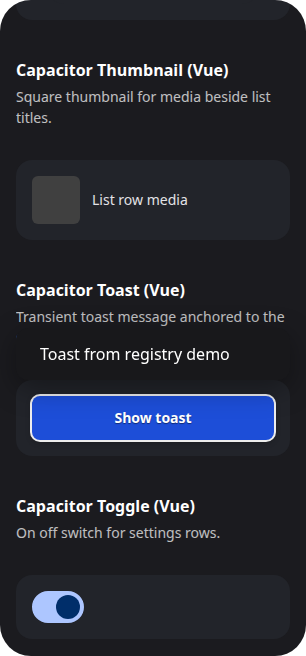 Capacitor Thumbnail (Vue)
Square thumbnail for media beside list
titles.
List row media
Capacitor Toast (Vue)
Transient toast message anchored to the
Toast from registry demo
Show toast
Capacitor Toggle (Vue)
On off switch for settings rows.